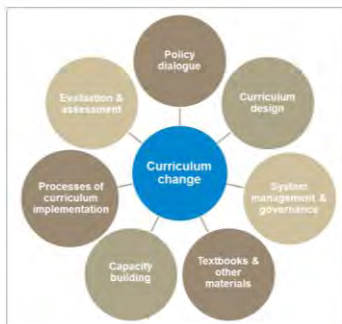 Policy
dialogue
Curriculum
design
System
management &
governance
Textbooks &
other
materials
Capacity
building
Processes of
curriculum
implementation
Evaluation &
assessment
Curriculum
change